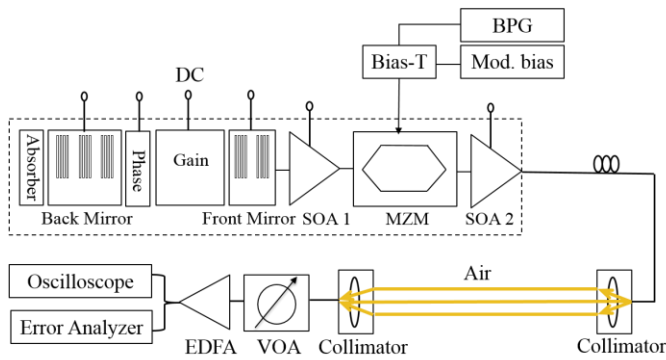 BPG
DC
Bias-T
Mod. bias
Absorber
Phase
Gain
Back Mirror
Front Mirror
SOA 1
MZM
SOA 2
Oscilloscope
Air
Error Analyzer
EDFA
VOA
Collimator
Collimator